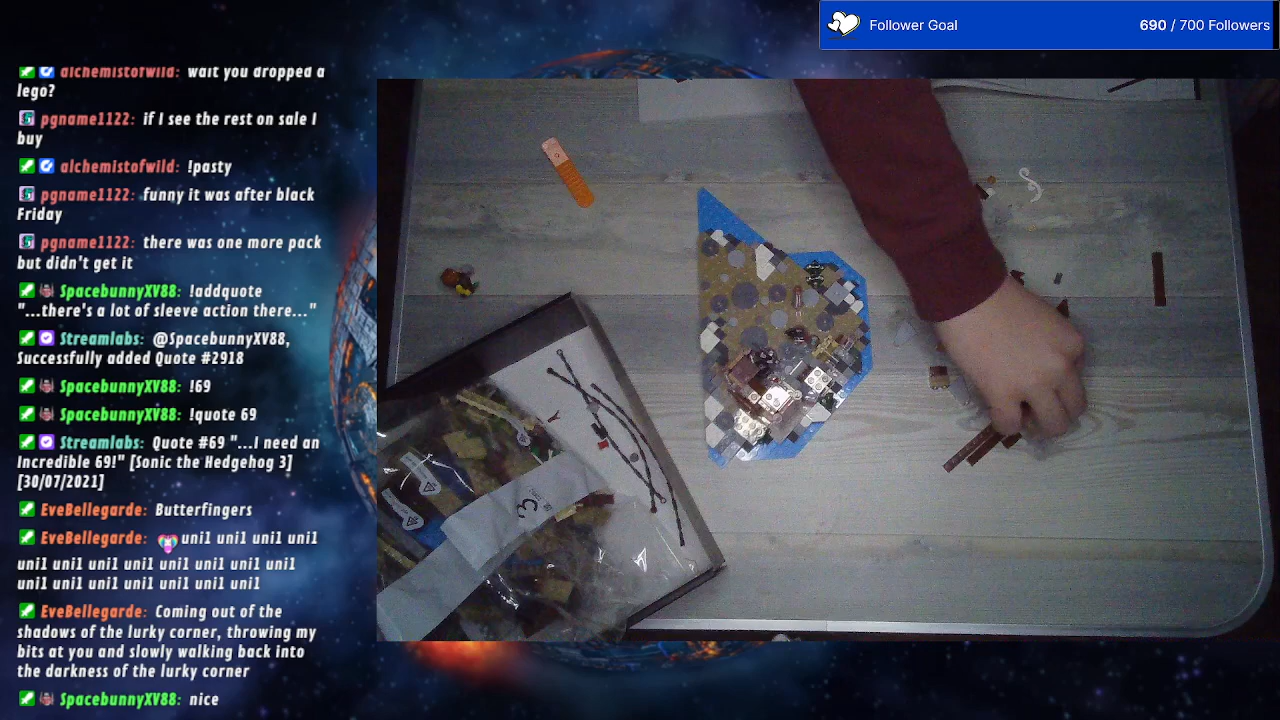 Follower Goal 690 / 700 Followers
alchemistofwild: wait you dropped a
lego?
pgname1122: if I see the rest on sale I
buy
alchemistofwild: !pasty
pgname1122: funny it was after black
Friday
pgname1122: there was one more pack
but didn't get it
SpacebunnyXV88: !addquote
"...there's a lot of sleeve action there..."
Streamlabs: @SpacebunnyXV88,
Successfully added Quote #2918
SpacebunnyXV88: !69
SpacebunnyXV88: !quote 69
Streamlabs: Quote #69 "...I need an
Incredible 69!" [Sonic the Hedgehog 3]
[30/07/2021]
EveBellegarde: Butterfingers
EveBellegarde: uni1 uni1 uni1 uni1
uni1 uni1 uni1 uni1 uni1 uni1 uni1
uni1 uni1 uni1 uni1 uni1 uni1
EveBellegarde: Coming out of the
shadows of the lurky corner, throwing my
bits at you and slowly walking back into
the darkness of the lurky corner
SpacebunnyXV88: nice
3